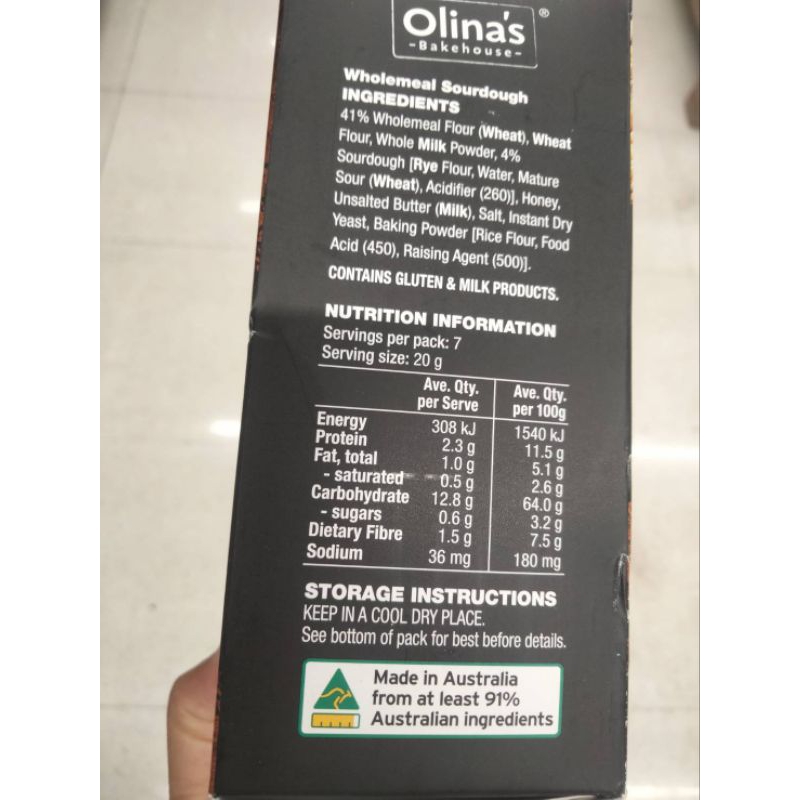 Olina's®
-Bakehouse-
Wholemeal Sourdough
INGREDIENTS
41% Wholemeal Flour (Wheat), Wheat
Flour, Whole Milk Powder, 4%
Sourdough [Rye Flour, Water, Mature
Sour (Wheat), Acidifier (260)], Honey,
Unsalted Butter (Milk), Salt, Instant Dry
Yeast, Baking Powder [Rice Flour, Food
Acid (450), Raising Agent (500)].
CONTAINS GLUTEN & MILK PRODUCTS.
NUTRITION INFORMATION
Servings per pack: 7
Serving size: 20 g
Ave. Qty. Ave. Qty.
per Serve per 100g
Energy 308 kJ 1540 kJ
Protein 2.3 g 11.5 g
Fat, total 1.0 g 5.1 g
- saturated 0.5 g 2.6 g
Carbohydrate 12.8 g 64.0 g
- sugars 0.6 g 3.2 g
Dietary Fibre 1.5 g 7.5 g
Sodium 36 mg 180 mg
STORAGE INSTRUCTIONS
KEEP IN A COOL DRY PLACE.
See bottom of pack for best before details.
Made in Australia
from at least 91%
Australian ingredients